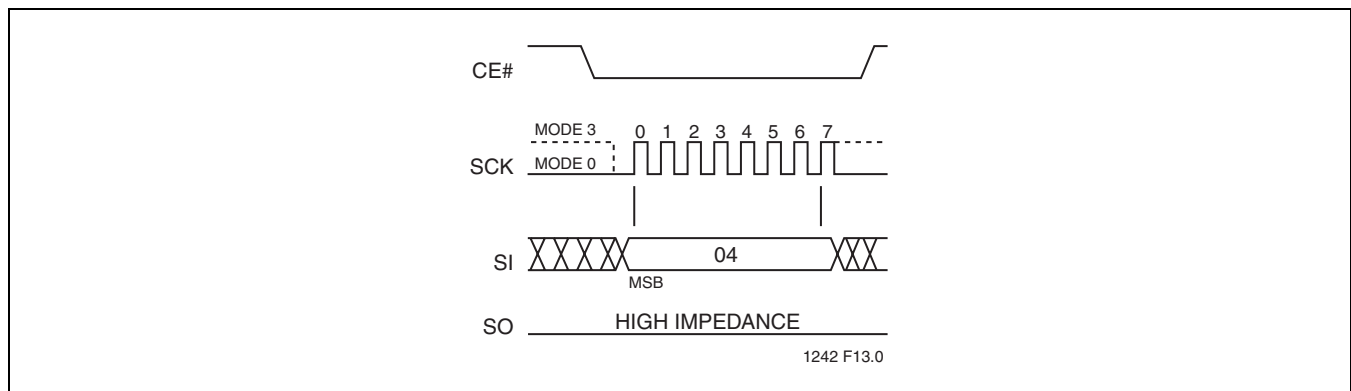 CE#
MODE 3
0 1 2 3 4 5 6 7
SCK
MODE 0
SI
04
MSB
SO
HIGH IMPEDANCE
1242 F13.0